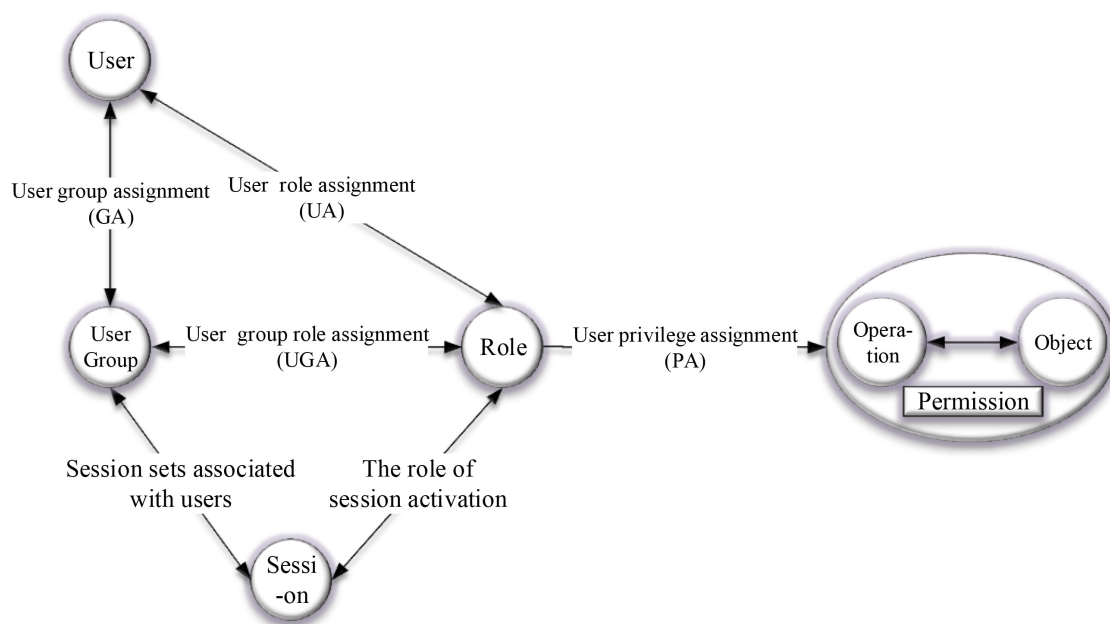 User
User group assignment
(GA)
User role assignment
(UA)
User
Group
User group role assignment
(UGA)
Role
User privilege assignment
(PA)
Opera-
tion
Object
Permission
Session sets associated
with users
The role of
session activation
Sessi
-on